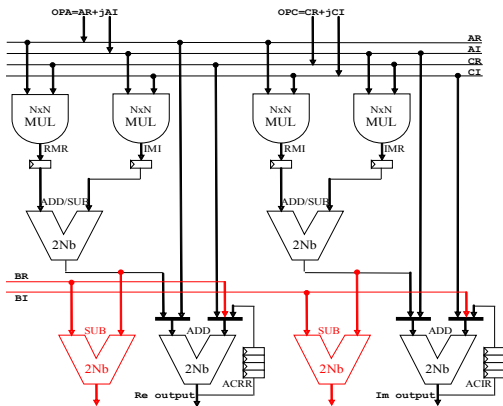 OPA=AR+jAI
OPC=CR+jCI
AR
AI
CR
CI
NxN
MUL
NxN
MUL
NxN
MUL
NxN
MUL
RMR
IMI
RMI
IMR
ADD/SUB
ADD/SUB
2Nb
2Nb
BR
BI
SUB
ADD
SUB
ADD
2Nb
2Nb
2Nb
2Nb
ACRR
ACIR
Re output
Im output